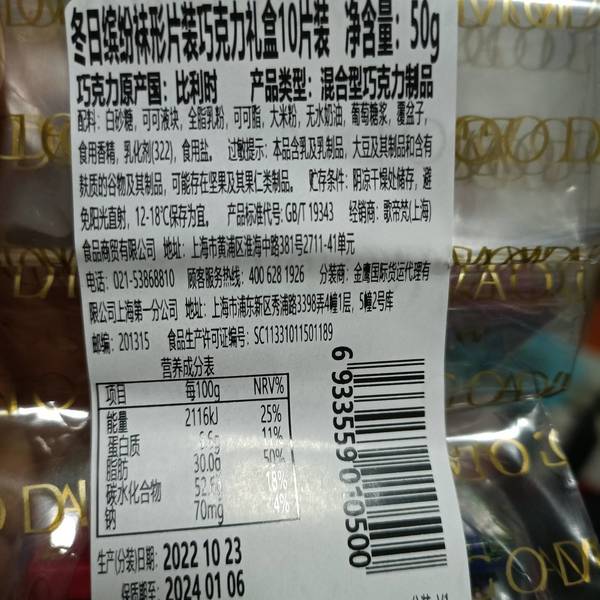 冬日缤纷袜形片装巧克力礼盒10片装 净含量：50g
巧克力原产国：比利时 产品类型：混合型巧克力制品
配料：白砂糖，可可液块，全脂乳粉，可可脂，大米粉，无水奶油，葡萄糖浆，覆盆子，
食用香精，乳化剂(322)，食用盐。 过敏提示：本品含乳及乳制品，大豆及其制品和含有
麸质的谷物及其制品，可能存在坚果及其果仁类制品。 贮存条件：阴凉干燥处储存，避
免阳光直射，12-18℃保存为宜。 产品标准代号: GB/T 19343 经销商：歌帝梵(上海)
食品商贸有限公司 地址：上海市黄浦区淮海中路381号2711-41单元
电话：021-53868810 顾客服务热线：400 628 1926 分装商：金鹰国际货运代理有
限公司上海第一分公司 地址：上海市浦东新区秀浦路3398弄4幢1层，5幢2号库
邮编：201315 食品生产许可证编号：SC11331011501189
营养成分表
项目 每100g NRV%
能量 2116kJ 25%
蛋白质 6.6g 11%
脂肪 30.0g 50%
碳水化合物 52.5g 18%
钠 70mg 4%
生产(分装)日期：2022 10 23
保质期至：2024 01 06
6 933559 010500